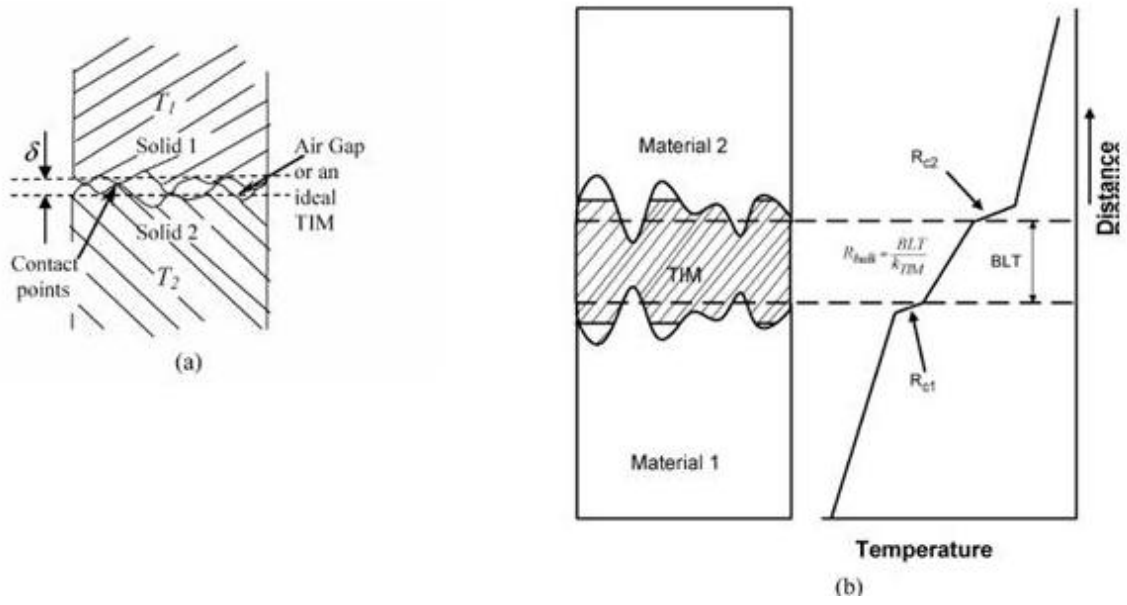 T1
δ
Solid 1
Air Gap
or an
ideal
TIM
Solid 2
Contact
points
T2
(a)
Material 2
Rc2
Distance
Rbulk = BLT
kTIM
BLT
TIM
Rc1
Material 1
Temperature
(b)